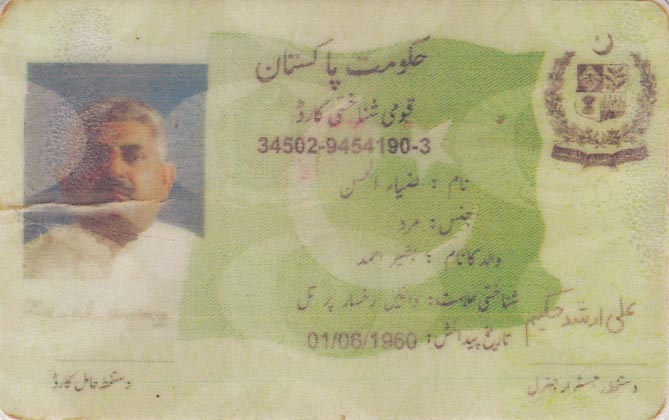 حکومت پاکستان
قومی شناختی کارڈ
34502-9454190-3
نام : ضیاء الحسن
جنس: مرد
والد کا نام : بشیر احمد
شناختی علامت: دائیں رخسار پر تل
تاریخ پیدائش: 01/06/1960
علی ارشد حکیم
دستخط حامل کارڈ
دستخط رجسٹرار جنرل